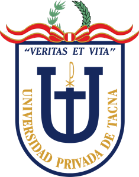 "VERITAS ET VITA"
UNIVERSIDAD PRIVADA DE TACNA